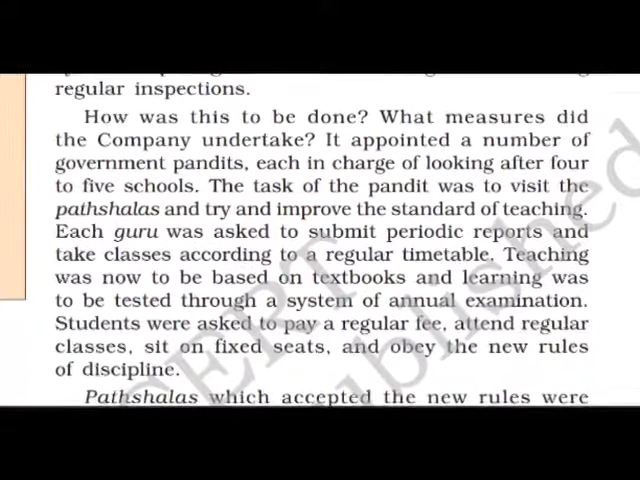 regular inspections.
How was this to be done? What measures did
the Company undertake? It appointed a number of
government pandits, each in charge of looking after four
to five schools. The task of the pandit was to visit the
pathshalas and try and improve the standard of teaching.
Each guru was asked to submit periodic reports and
take classes according to a regular timetable. Teaching
was now to be based on textbooks and learning was
to be tested through a system of annual examination.
Students were asked to pay a regular fee, attend regular
classes, sit on fixed seats, and obey the new rules
of discipline.
Pathshalas which accepted the new rules were